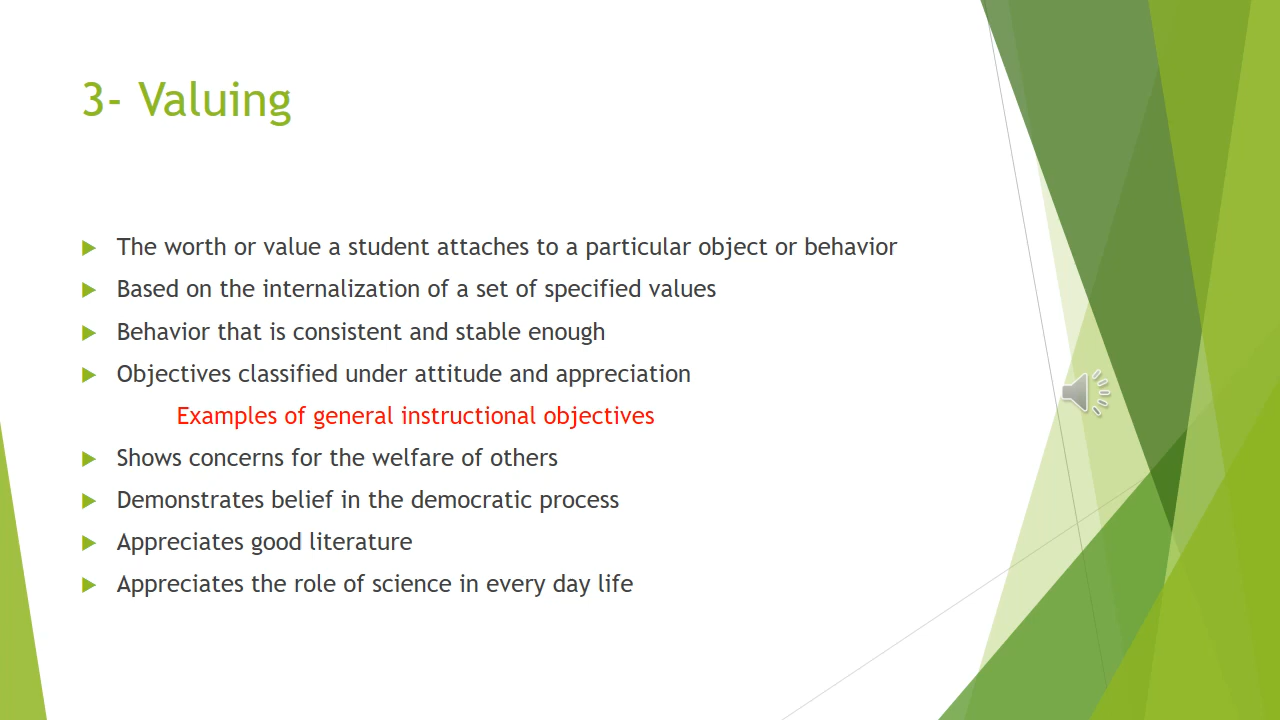 3- Valuing
The worth or value a student attaches to a particular object or behavior
Based on the internalization of a set of specified values
Behavior that is consistent and stable enough
Objectives classified under attitude and appreciation
Examples of general instructional objectives
Shows concerns for the welfare of others
Demonstrates belief in the democratic process
Appreciates good literature
Appreciates the role of science in every day life